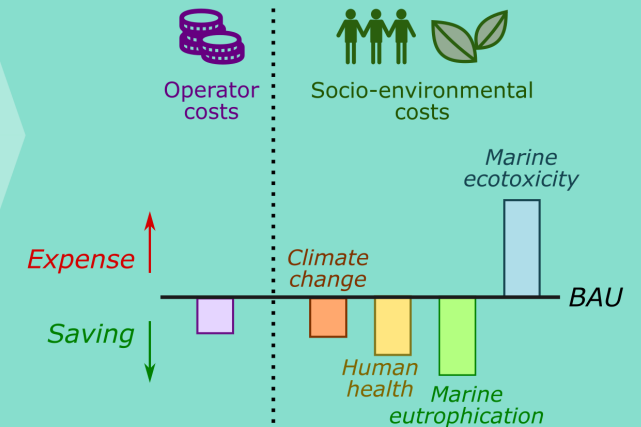 Operator
costs
Socio-environmental
costs
Marine
ecotoxicity
Expense
Climate
change
BAU
Saving
Human
health
Marine
eutrophication